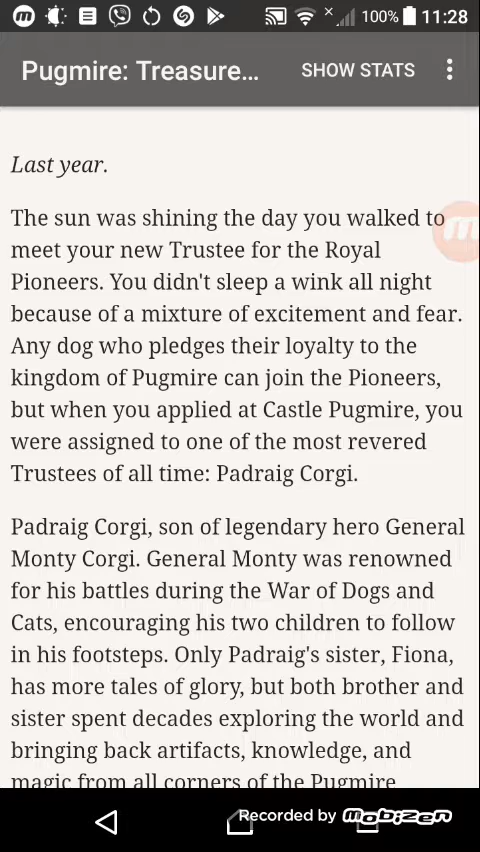 100% 11:28
Pugmire: Treasure... SHOW STATS
Last year.
The sun was shining the day you walked to
meet your new Trustee for the Royal
Pioneers. You didn't sleep a wink all night
because of a mixture of excitement and fear.
Any dog who pledges their loyalty to the
kingdom of Pugmire can join the Pioneers,
but when you applied at Castle Pugmire, you
were assigned to one of the most revered
Trustees of all time: Padraig Corgi.
Padraig Corgi, son of legendary hero General
Monty Corgi. General Monty was renowned
for his battles during the War of Dogs and
Cats, encouraging his two children to follow
in his footsteps. Only Padraig's sister, Fiona,
has more tales of glory, but both brother and
sister spent decades exploring the world and
bringing back artifacts, knowledge, and
magic from all corners of the Pugmire
Recorded by Mobizen